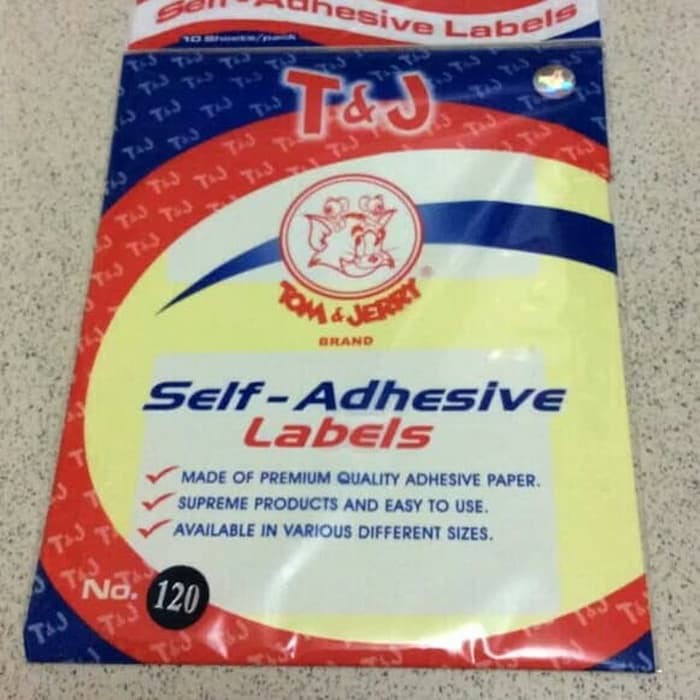 Self-Adhesive Labels
10 Sheets/pack
T&J
TOM & JERRY
®
BRAND
Self-Adhesive
Labels
MADE OF PREMIUM QUALITY ADHESIVE PAPER.
SUPREME PRODUCTS AND EASY TO USE.
AVAILABLE IN VARIOUS DIFFERENT SIZES.
No. 120